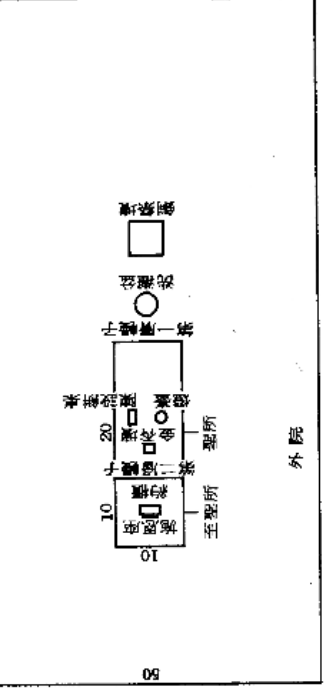 銅祭壇
洗濯盆
第一層幔子
陳設餅桌
燈臺
金香壇
20
聖所
第二層幔子
約櫃
施恩座
10
至聖所
10
外院
50